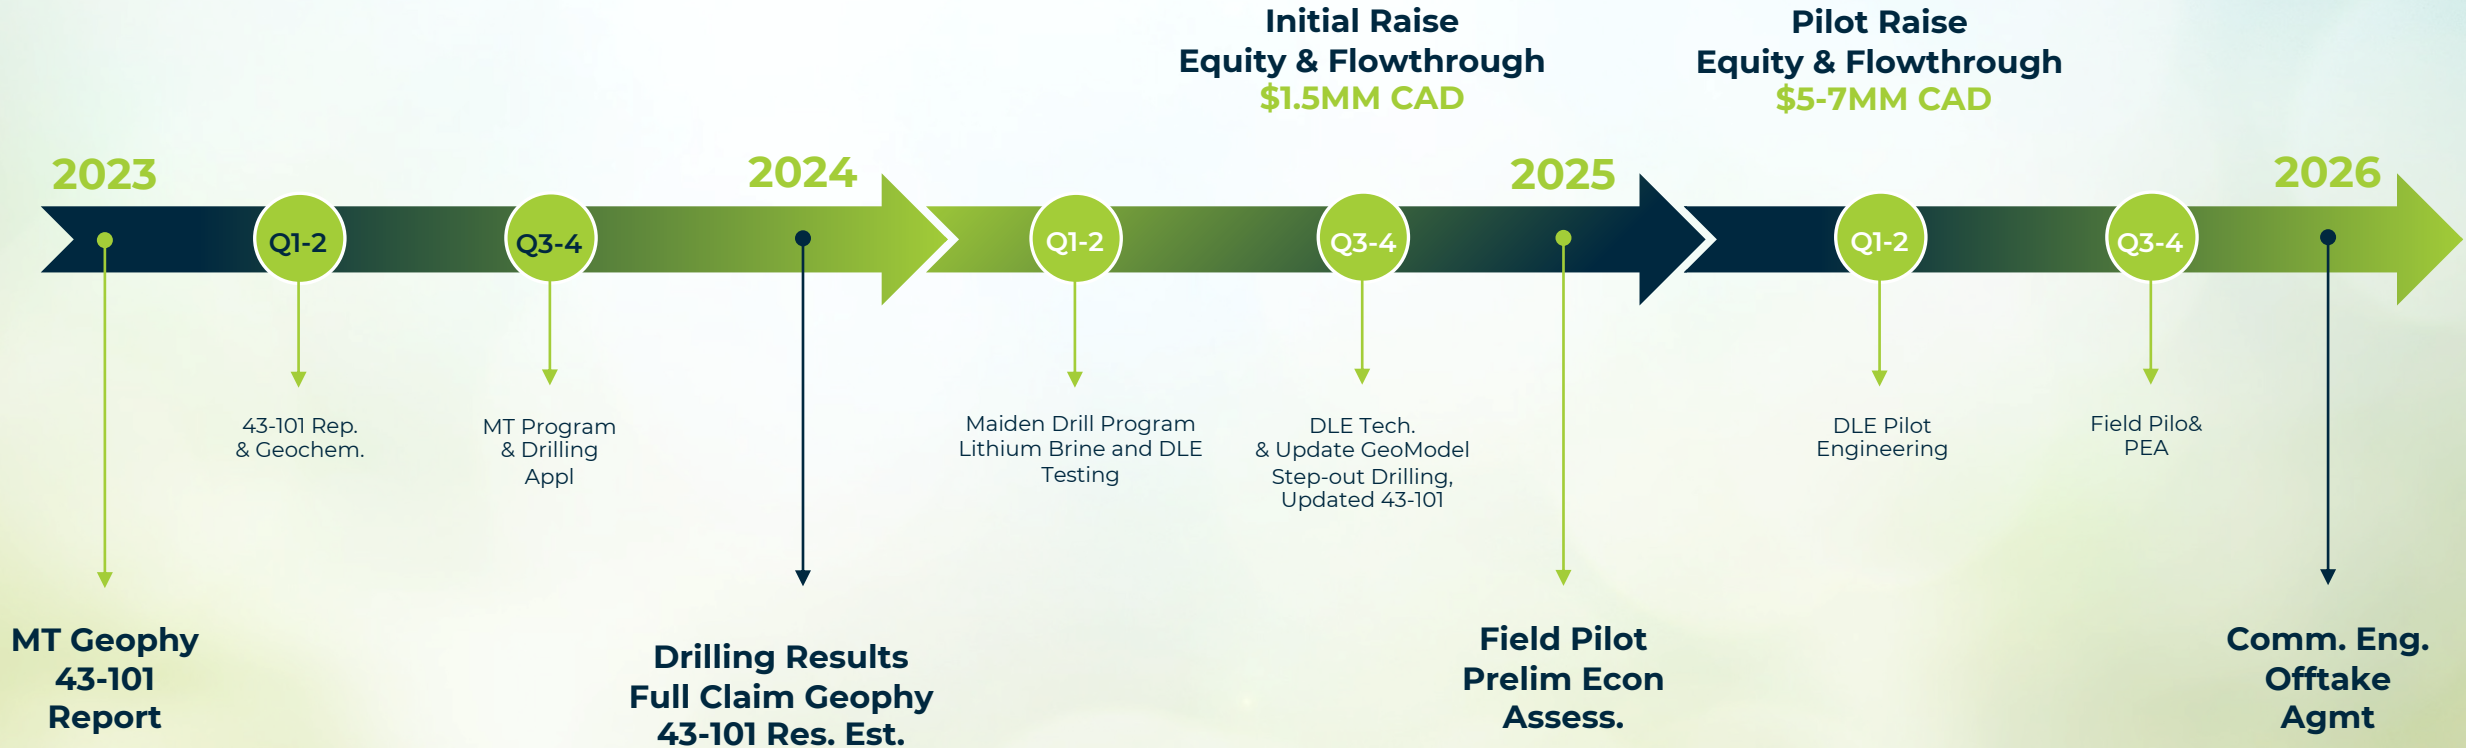 Initial Raise
Equity & Flowthrough
$1.5MM CAD
Pilot Raise
Equity & Flowthrough
$5-7MM CAD
2023
2024
2025
2026
Q1-2
Q3-4
Q1-2
Q3-4
Q1-2
Q3-4
43-101 Rep.
& Geochem.
MT Program
& Drilling
Appl
Maiden Drill Program
Lithium Brine and DLE
Testing
DLE Tech.
& Update GeoModel
Step-out Drilling,
Updated 43-101
DLE Pilot
Engineering
Field Pilo&
PEA
MT Geophy
43-101
Report
Drilling Results
Full Claim Geophy
43-101 Res. Est.
Field Pilot
Prelim Econ
Assess.
Comm. Eng.
Offtake
Agmt